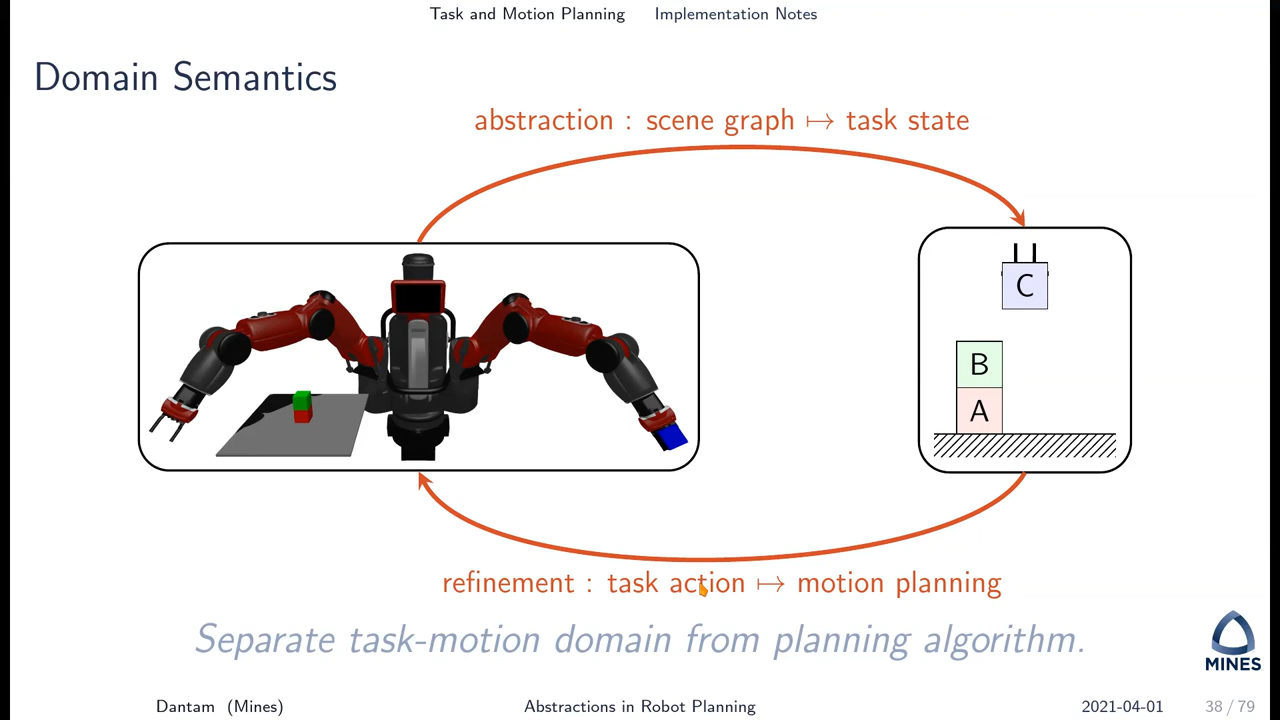 Task and Motion Planning Implementation Notes
Domain Semantics
abstraction : scene graph ↦ task state
C
B
A
refinement : task action ↦ motion planning
Separate task-motion domain from planning algorithm.
MINES
Dantam (Mines) Abstractions in Robot Planning 2021-04-01 38 / 79